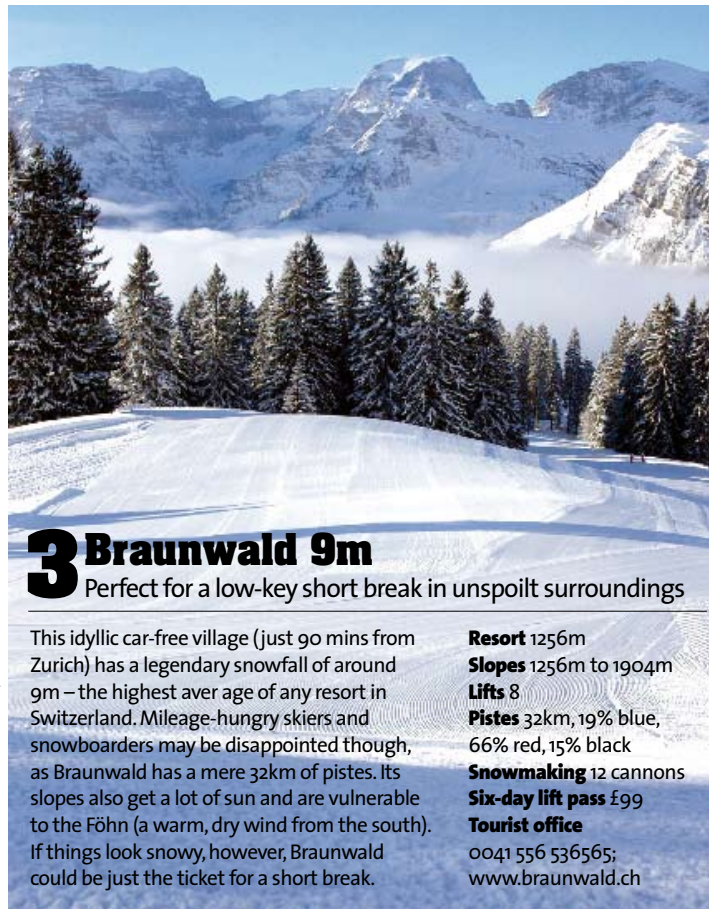 3 Braunwald 9m
Perfect for a low-key short break in unspoilt surroundings
This idyllic car-free village (just 90 mins from
Zurich) has a legendary snowfall of around
9m – the highest aver age of any resort in
Switzerland. Mileage-hungry skiers and
snowboarders may be disappointed though,
as Braunwald has a mere 32km of pistes. Its
slopes also get a lot of sun and are vulnerable
to the Föhn (a warm, dry wind from the south).
If things look snowy, however, Braunwald
could be just the ticket for a short break.
Resort 1256m
Slopes 1256m to 1904m
Lifts 8
Pistes 32km, 19% blue,
66% red, 15% black
Snowmaking 12 cannons
Six-day lift pass £99
Tourist office
0041 556 536565;
www.braunwald.ch